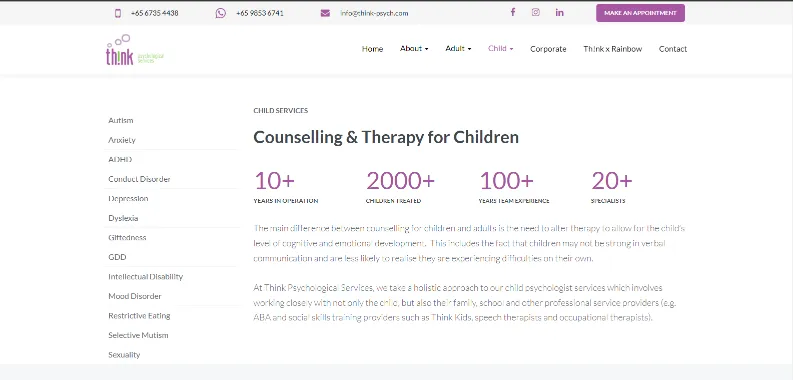 +65 6735 4438
+65 9853 6741
info@think-psych.com
MAKE AN APPOINTMENT
th!nk psychological services
Home
About
Adult
Child
Corporate
Th!nk x Rainbow
Contact
Autism
Anxiety
ADHD
Conduct Disorder
Depression
Dyslexia
Giftedness
GDD
Intellectual Disability
Mood Disorder
Restrictive Eating
Selective Mutism
Sexuality
CHILD SERVICES
Counselling & Therapy for Children
10+
YEARS IN OPERATION
2000+
CHILDREN TREATED
100+
YEARS TEAM EXPERIENCE
20+
SPECIALISTS
The main difference between counselling for children and adults is the need to alter therapy to allow for the child's
level of cognitive and emotional development. This includes the fact that children may not be strong in verbal
communication and are less likely to realise they are experiencing difficulties on their own.
At Think Psychological Services, we take a holistic approach to our child psychologist services which involves
working closely with not only the child, but also their family, school and other professional service providers (e.g.
ABA and social skills training providers such as Think Kids, speech therapists and occupational therapists).